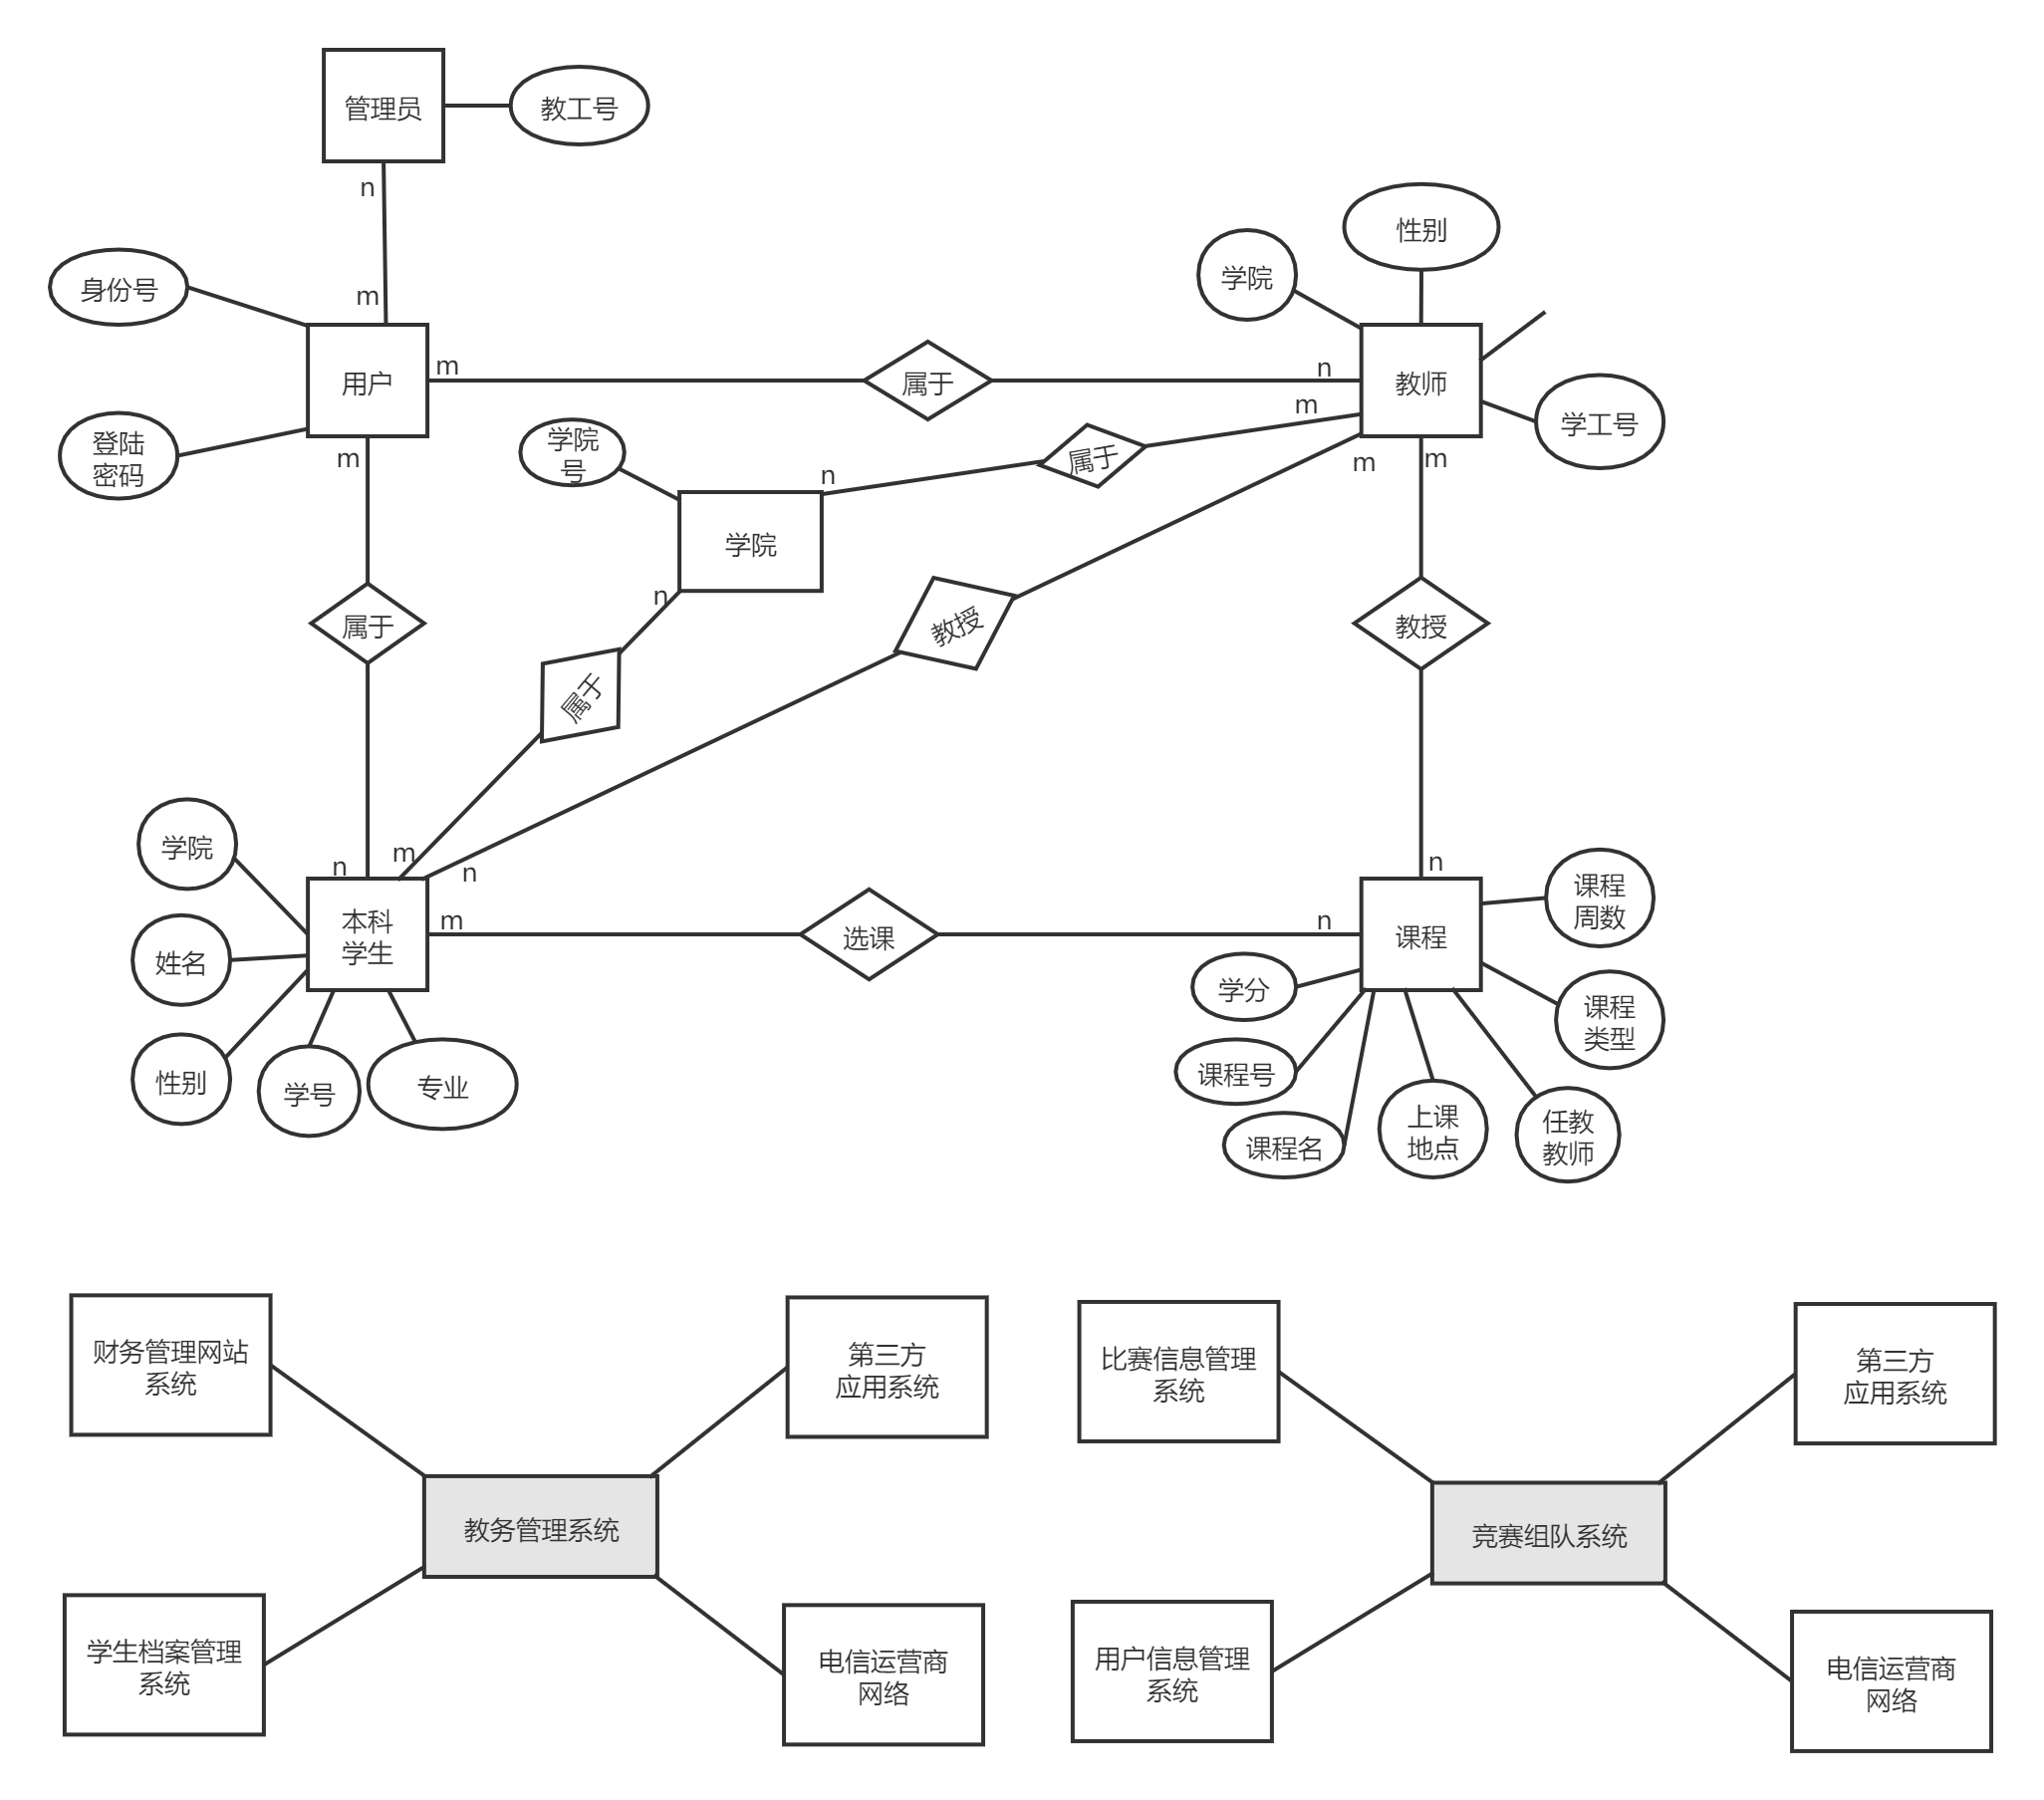 管理员
教工号
n
性别
学院
身份号
m
m
n
用户
属于
教师
m
学工号
登陆
密码
学院
号
m
属于
m
m
n
学院
n
属于
教授
教授
属于
学院
n
m
n
n
课程
周数
本科
学生
m
选课
n
课程
姓名
学分
课程
类型
性别
学号
专业
课程号
课程名
上课
地点
任教
教师
财务管理网站
系统
第三方
应用系统
比赛信息管理
系统
第三方
应用系统
教务管理系统
竞赛组队系统
学生档案管理
系统
电信运营商
网络
用户信息管理
系统
电信运营商
网络